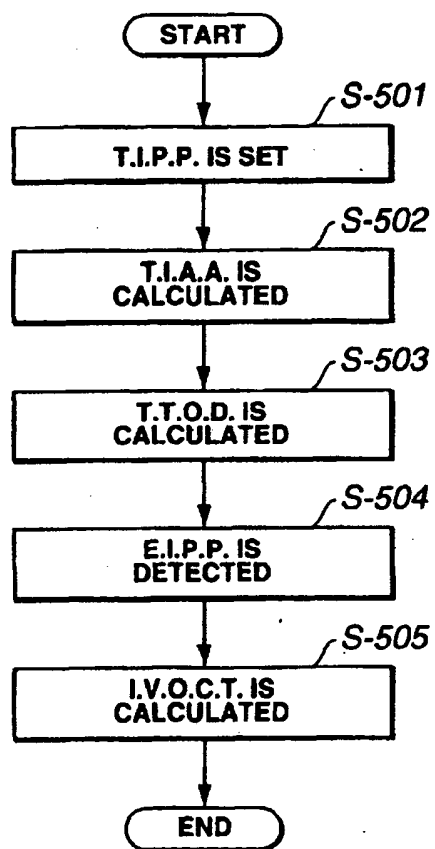 START
S-501
T.I.P.P. IS SET
S-502
T.I.A.A. IS
CALCULATED
S-503
T.T.O.D. IS
CALCULATED
S-504
E.I.P.P. IS
DETECTED
S-505
I.V.O.C.T. IS
CALCULATED
END